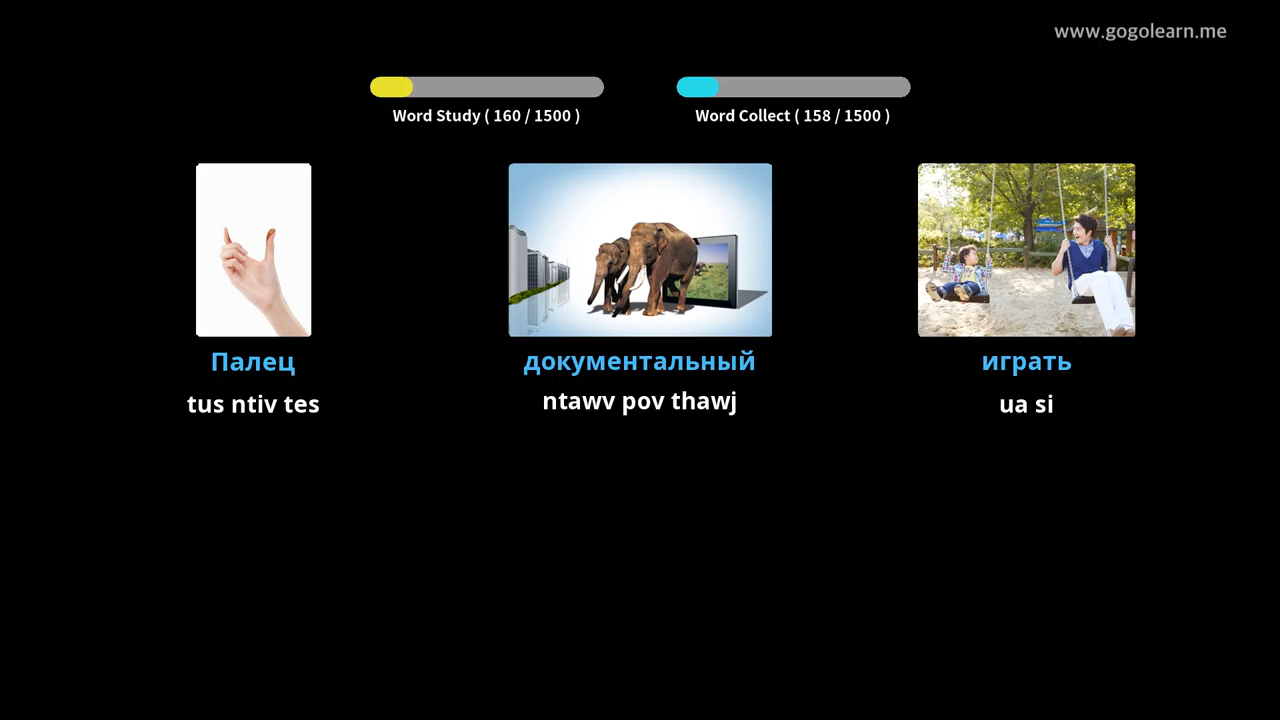 www.gogolearn.me
Word Study ( 160 / 1500 )
Word Collect ( 158 / 1500 )
Палец
документальный
играть
tus ntiv tes
ntawv pov thawj
ua si